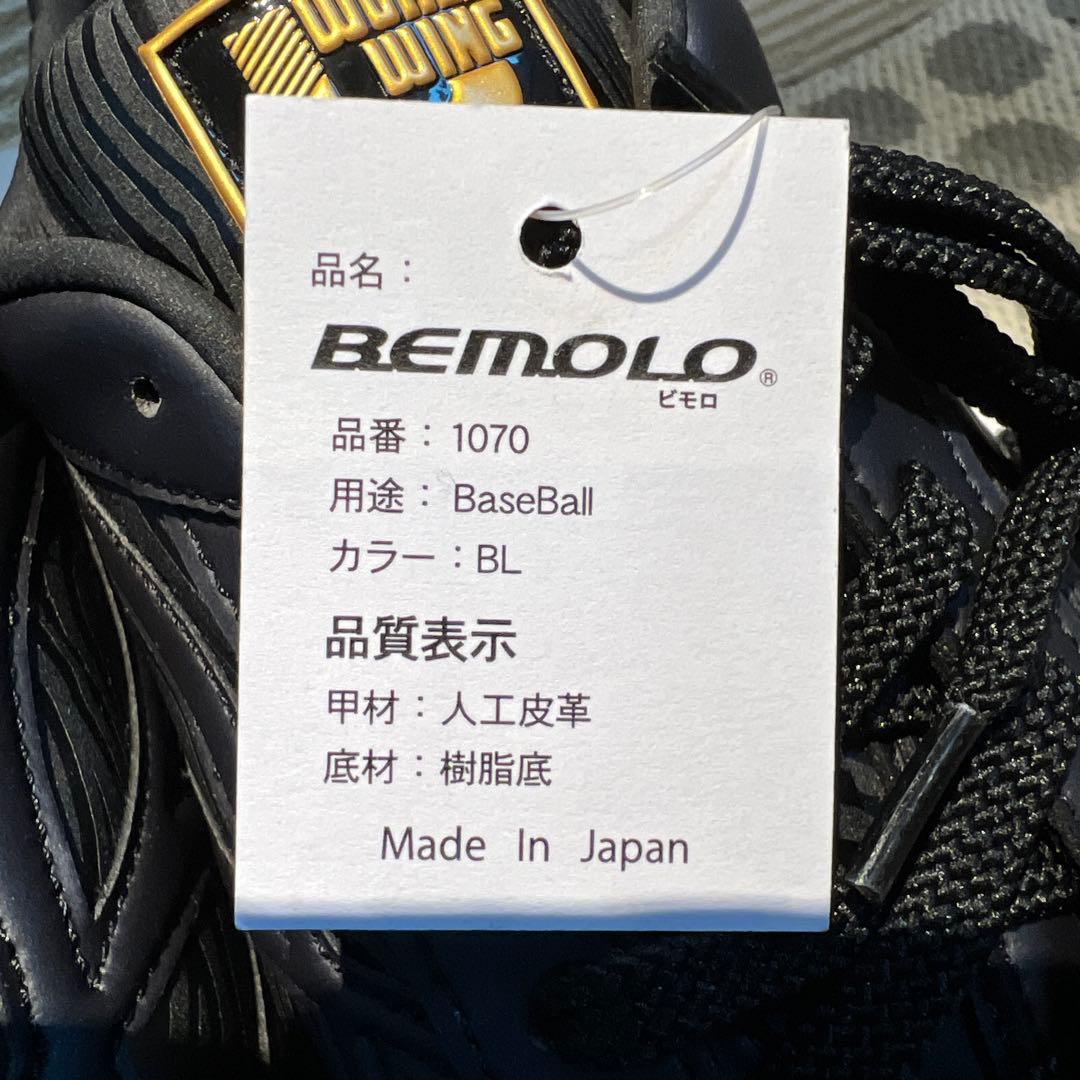 WING
品名：
BeMoLo®
ビモロ
品番：1070
用途：BaseBall
カラー：BL
品質表示
甲材：人工皮革
底材：樹脂底
Made In Japan